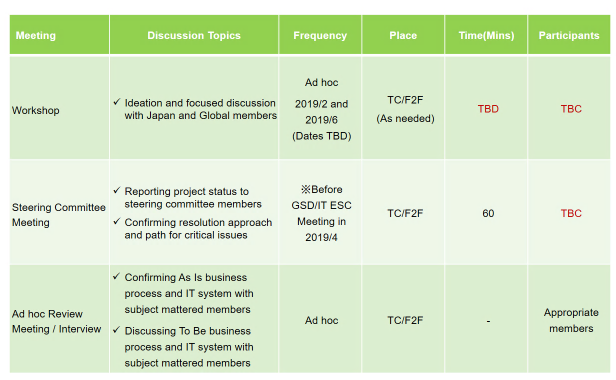 Meeting
Discussion Topics
Frequency
Place
Time(Mins)
Participants
Workshop
✓ Ideation and focused discussion
with Japan and Global members
Ad hoc
2019/2 and
2019/6
(Dates TBD)
TC/F2F
(As needed)
TBD
TBC
Steering Committee
Meeting
✓ Reporting project status to
steering committee members
✓ Confirming resolution approach
and path for critical issues
※Before
GSD/IT ESC
Meeting in
2019/4
TC/F2F
60
TBC
Ad hoc Review
Meeting / Interview
✓ Confirming As Is business
process and IT system with
subject mattered members
✓ Discussing To Be business
process and IT system with
subject mattered members
Ad hoc
TC/F2F
-
Appropriate
members